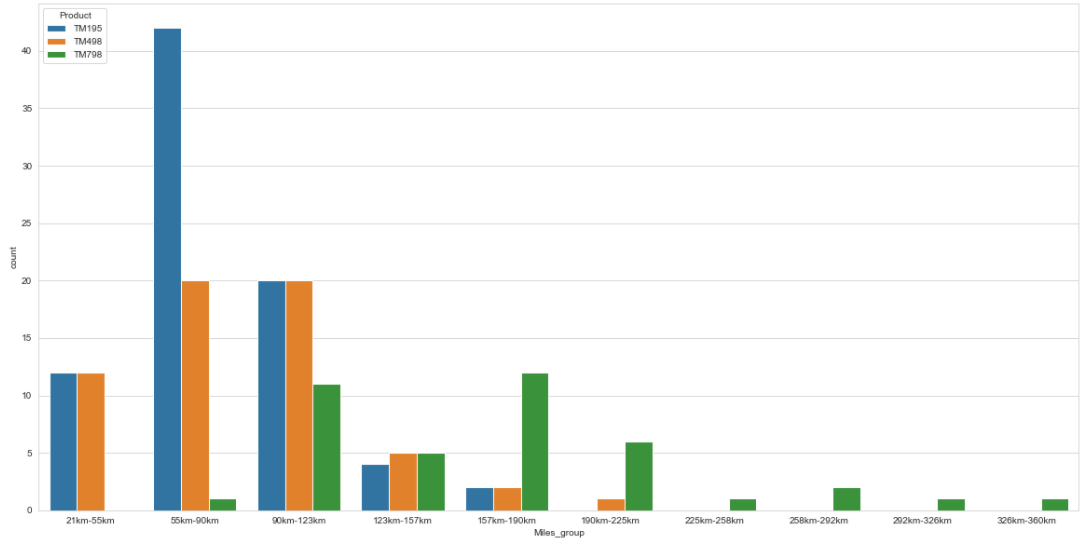 Product
TM195
TM498
TM798
40
35
30
25
20
15
10
5
0
count
21km-55km
55km-90km
90km-123km
123km-157km
157km-190km
190km-225km
225km-258km
258km-292km
292km-326km
326km-360km
Miles_group